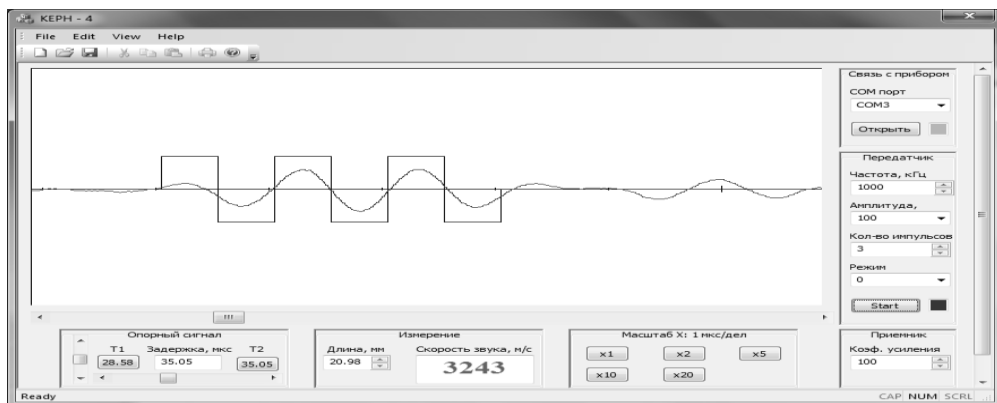 КЕРН - 4
File Edit View Help
Связь с прибором
COM порт
COM3
Открыть
Передатчик
Частота, кГц
1000
Амплитуда,
100
Кол-во импульсов
3
Режим
0
Start
Опорный сигнал
T1 Задержка, мкс T2
28.58 35.05 35.05
Измерение
Длина, мм Скорость звука, м/с
20.98 3243
Масштаб X: 1 мкс/дел
x1 x2 x5
x10 x20
Приемник
Коэф. усиления
100
Ready CAP NUM SCRL